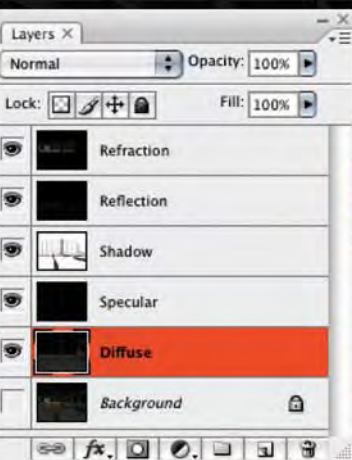 Layers ×
Normal Opacity: 100%
Lock: Fill: 100%
Refraction
Reflection
Shadow
Specular
Diffuse
Background
fx.